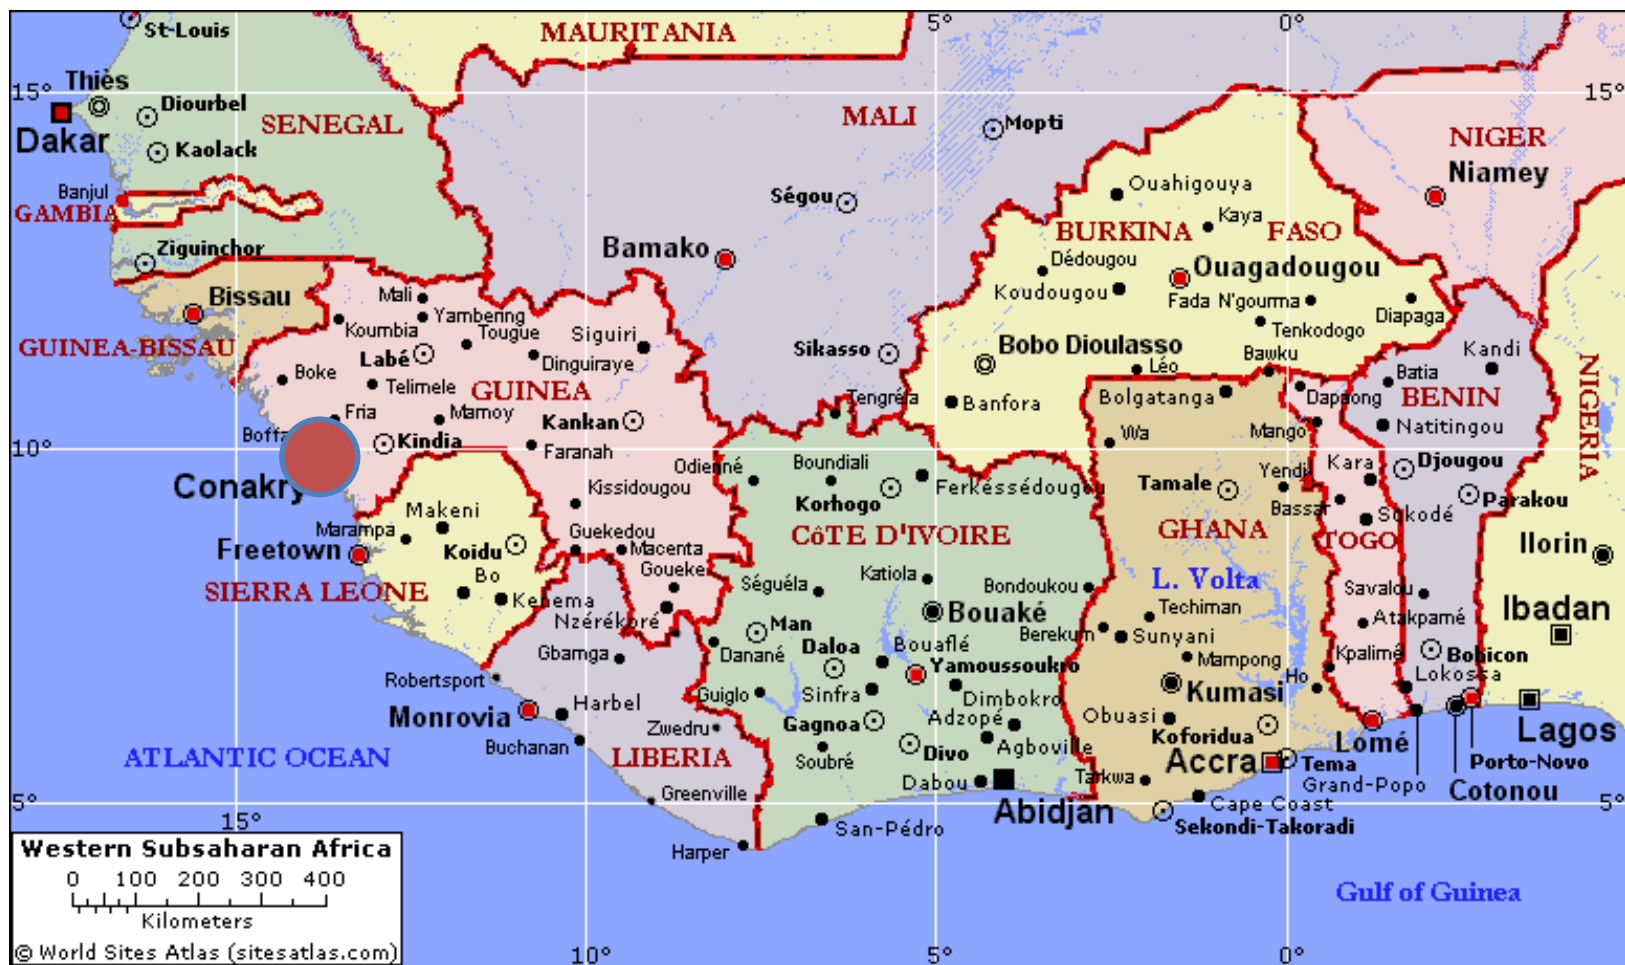 5°
0°
St-Louis
MAURITANIA
Thiès
15°
15°
Diourbel
Dakar
SENEGAL
MALI
Mopti
NIGER
Kaolack
Niamey
Banjul
Ségou
Ouahigouya
GAMBIA
Kaya
BURKINA FASO
Ziguinchor
Bamako
Dédougou
Ouagadougou
Bissau
Mali
Koudougou
Fada N'gourma
Diapaga
Koumbia
Yambering
Tougue
Siguiri
Tenkodogo
GUINEA-BISSAU
Labé
Dinguiraye
Sikasso
Bobo Dioulasso
Bawku
Kandi
Boke
Telimele
GUINEA
Léo
Batia
NIGERIA
Tengréla
Banfora
Bolgatanga
Dapaong
BENIN
Fria
Mamoy
Kankan
Boffa
Kindia
Wa
Mango
Natitingou
10°
Faranah
Odienné
Boundiali
Yendi
Kara
Djougou
Conakry
Kissidougou
Korhogo
Ferkéssédougou
Tamale
Bassar
Parakou
Makeni
Marampa
Guekedou
CôTE D'IVOIRE
GHANA
Sokodé
Freetown
Koidu
Macenta
TOGO
Ilorin
Goueke
Séguéla
Katiola
Bondoukou
L. Volta
Savalou
SIERRA LEONE
Bo
Kenema
Nzérékoré
Bouaké
Techiman
Atakpamé
Ibadan
Man
Berekum
Sunyani
Gbamga
Danané
Daloa
Bouaflé
Mampong
Kpalimé
Bohicon
Robertsport
Yamoussoukro
Lokossa
Guiglo
Sinfra
Dimbokro
Kumasi
Ho
Monrovia
Harbel
Zwedru
Gagnoa
Adzopé
Obuasi
Koforidua
Lomé
Lagos
Buchanan
Divo
Agboville
ATLANTIC OCEAN
LIBERIA
Soubré
Accra
Tema
Porto-Novo
Dabou
Tarkwa
Grand-Popo
Greenville
Cotonou
5°
Abidjan
Cape Coast
5°
15°
San-Pédro
Sekondi-Takoradi
Harper
Western Subsaharan Africa
0 100 200 300 400
Kilometers
Gulf of Guinea
© World Sites Atlas (sitesatlas.com)
10°
5°
0°